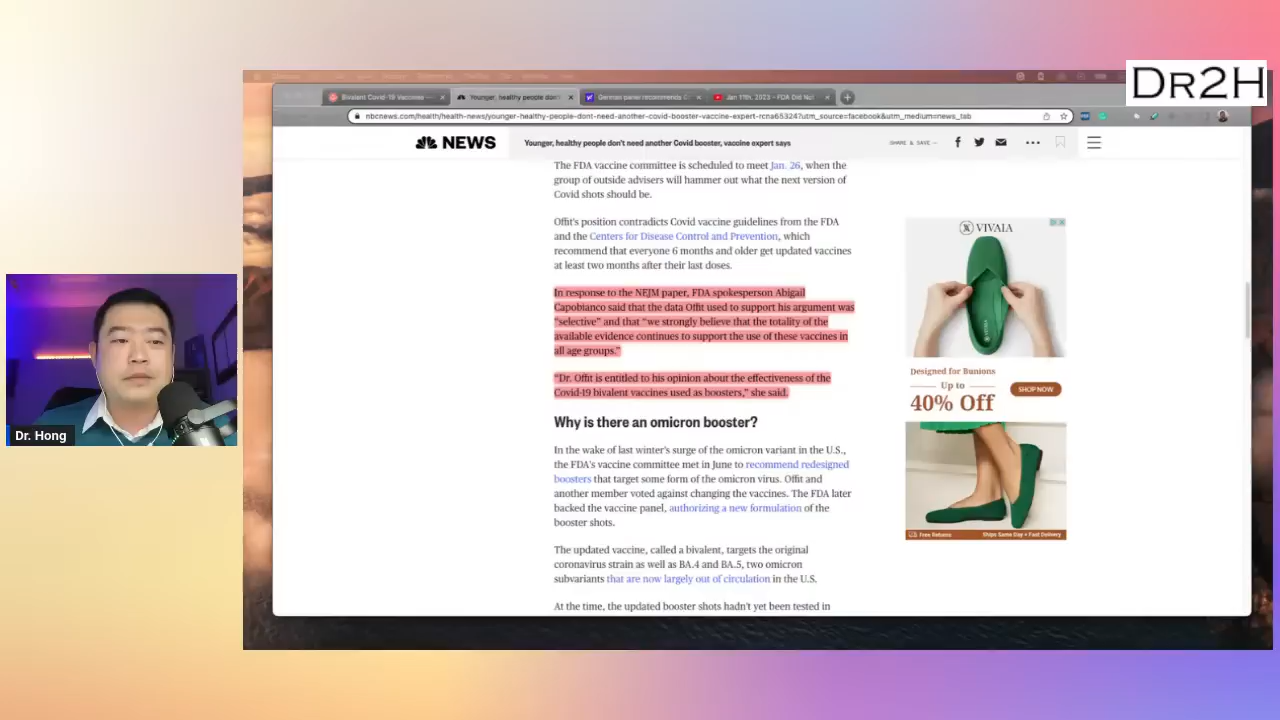 Dr2H
Bivalent Covid-19 Vaccines —
Younger, healthy people don'
German panel recommends
Jan 11th, 2023 - FDA Did No
nbcnews.com/health/health-news/younger-healthy-people-dont-need-another-covid-booster-vaccine-expert-rcna65324?utm_source=facebook&utm_medium=news_tab
NEWS
Younger, healthy people don't need another Covid booster, vaccine expert says
SHARE & SAVE —
The FDA vaccine committee is scheduled to meet Jan. 26, when the
group of outside advisers will hammer out what the next version of
Covid shots should be.
Offit's position contradicts Covid vaccine guidelines from the FDA
and the Centers for Disease Control and Prevention, which
recommend that everyone 6 months and older get updated vaccines
at least two months after their last doses.
In response to the NEJM paper, FDA spokesperson Abigail
Capobianco said that the data Offit used to support his argument was
“selective” and that “we strongly believe that the totality of the
available evidence continues to support the use of these vaccines in
all age groups.”
“Dr. Offit is entitled to his opinion about the effectiveness of the
Covid-19 bivalent vaccines used as boosters,” she said.
Why is there an omicron booster?
In the wake of last winter's surge of the omicron variant in the U.S.,
the FDA's vaccine committee met in June to recommend redesigned
boosters that target some form of the omicron virus. Offit and
another member voted against changing the vaccines. The FDA later
backed the vaccine panel, authorizing a new formulation of the
booster shots.
The updated vaccine, called a bivalent, targets the original
coronavirus strain as well as BA.4 and BA.5, two omicron
subvariants that are now largely out of circulation in the U.S.
At the time, the updated booster shots hadn't yet been tested in
VIVAIA
VIVAIA
Designed for Bunions
Up to
40% Off
SHOP NOW
Free Returns
Ships Same Day + Fast Delivery
Dr. Hong